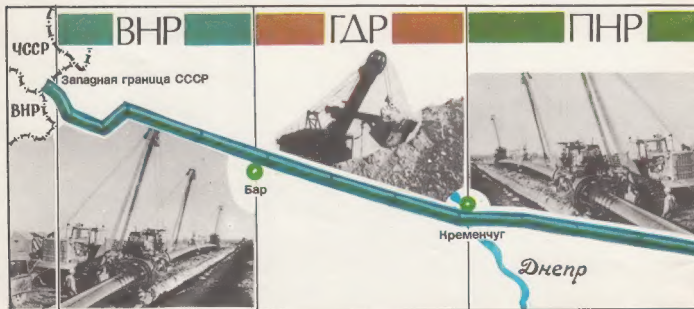 ВНР
ГДР
ПНР
ЧССР
Западная граница СССР
ВНР
Бар
Кременчуг
Днепр